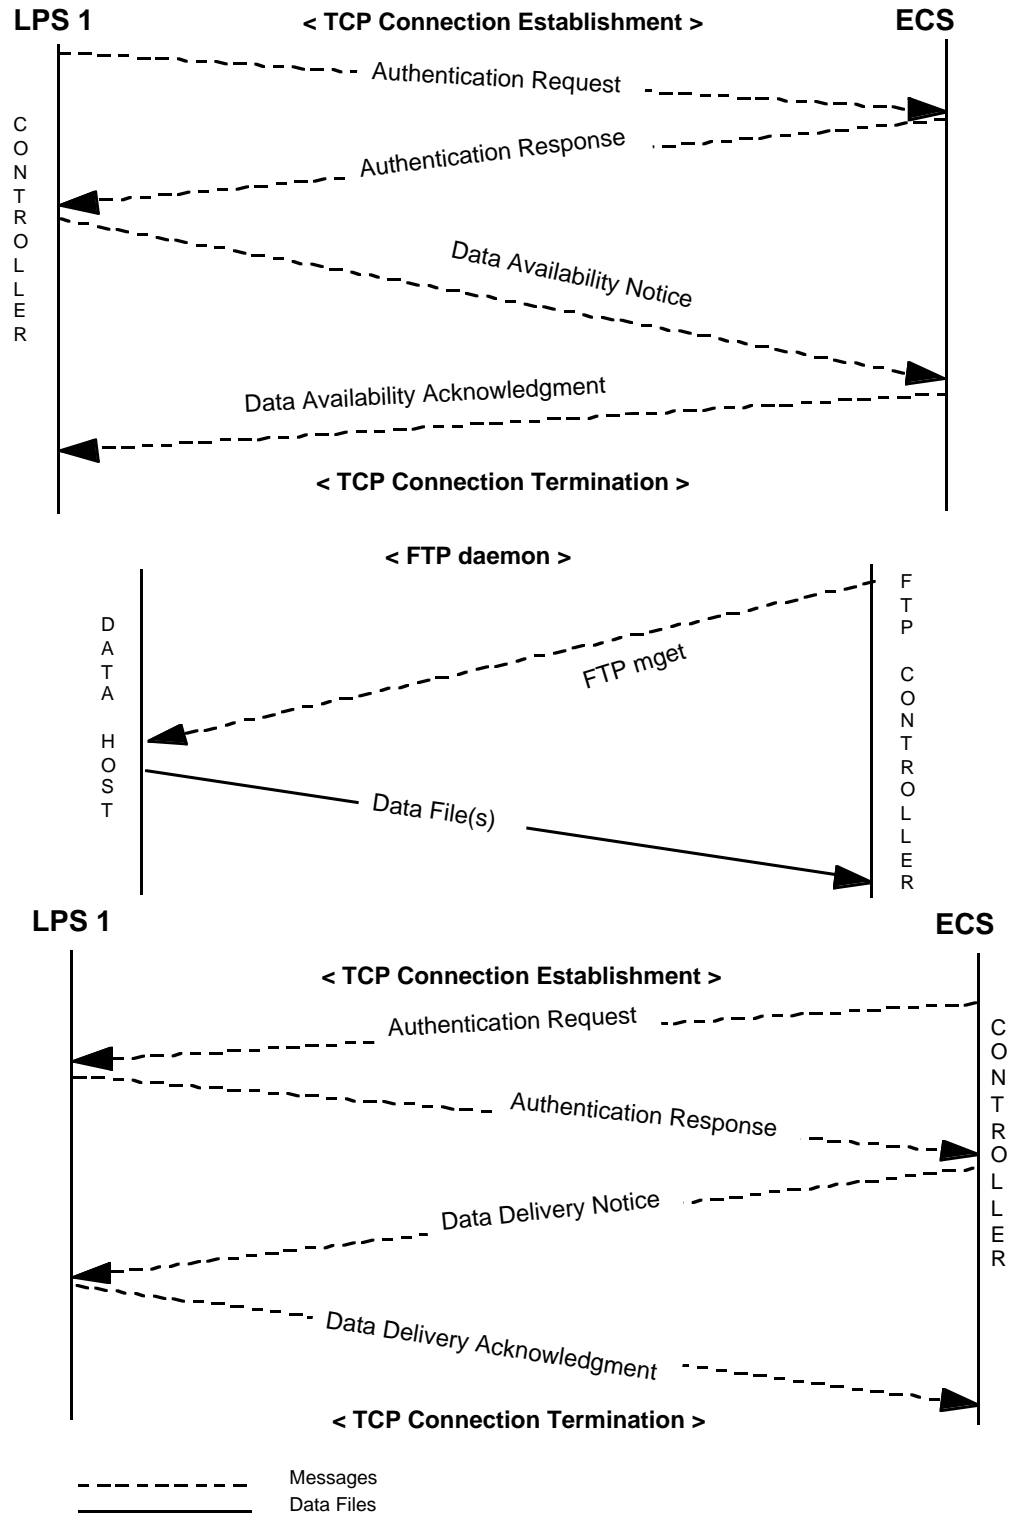 LPS 1
< TCP Connection Establishment >
ECS
Authentication Request
CONTROLLER
Authentication Response
Data Availability Notice
Data Availability Acknowledgment
< TCP Connection Termination >
< FTP daemon >
FTP CONTROLLER
DATA HOST
FTP mget
Data File(s)
LPS 1
ECS
< TCP Connection Establishment >
Authentication Request
CONTROLLER
Authentication Response
Data Delivery Notice
Data Delivery Acknowledgment
< TCP Connection Termination >
Messages
Data Files